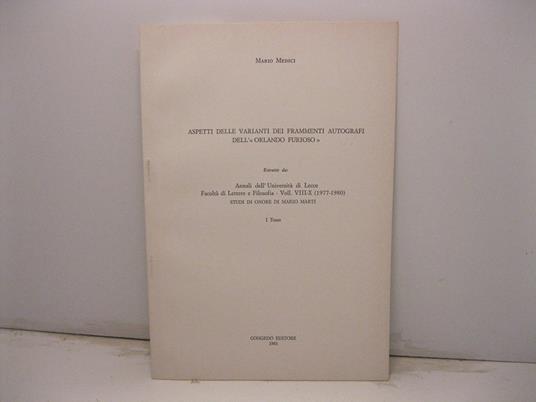 MARIO MEDICI
ASPETTI DELLE VARIANTI DEI FRAMMENTI AUTOGRAFI
DELL'« ORLANDO FURIOSO »
Estratto da:
Annali dell'Università di Lecce
Facoltà di Lettere e Filosofia - Voll. VIII-X (1977-1980)
STUDI IN ONORE DI MARIO MARTI
I Tomo
CONGEDO EDITORE
1981